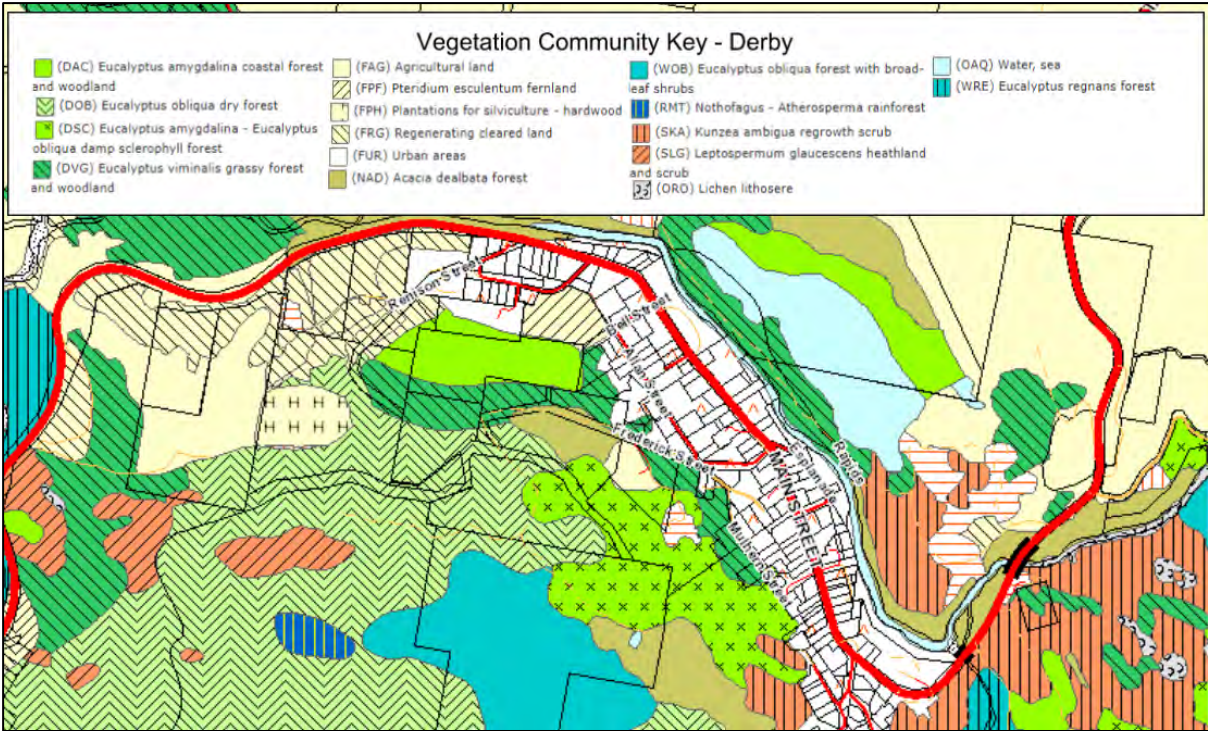 Vegetation Community Key - Derby
(DAC) Eucalyptus amygdalina coastal forest
and woodland
(DOB) Eucalyptus obliqua dry forest
(DSC) Eucalyptus amygdalina - Eucalyptus
obliqua damp sclerophyll forest
(DVG) Eucalyptus viminalis grassy forest
and woodland
(FAG) Agricultural land
(FPF) Pteridium esculentum fernland
(FPH) Plantations for silviculture - hardwood
(FRG) Regenerating cleared land
(FUR) Urban areas
(NAD) Acacia dealbata forest
(WOB) Eucalyptus obliqua forest with broad-
leaf shrubs
(RMT) Nothofagus - Atherosperma rainforest
(SKA) Kunzea ambigua regrowth scrub
(SLG) Leptospermum glaucescens heathland
and scrub
(ORO) Lichen lithosere
(OAQ) Water, sea
(WRE) Eucalyptus regnans forest
Renison Street
Bell Street
Allan Street
Frederick Street
MAIN STREET
Rapids
H H H
H H H